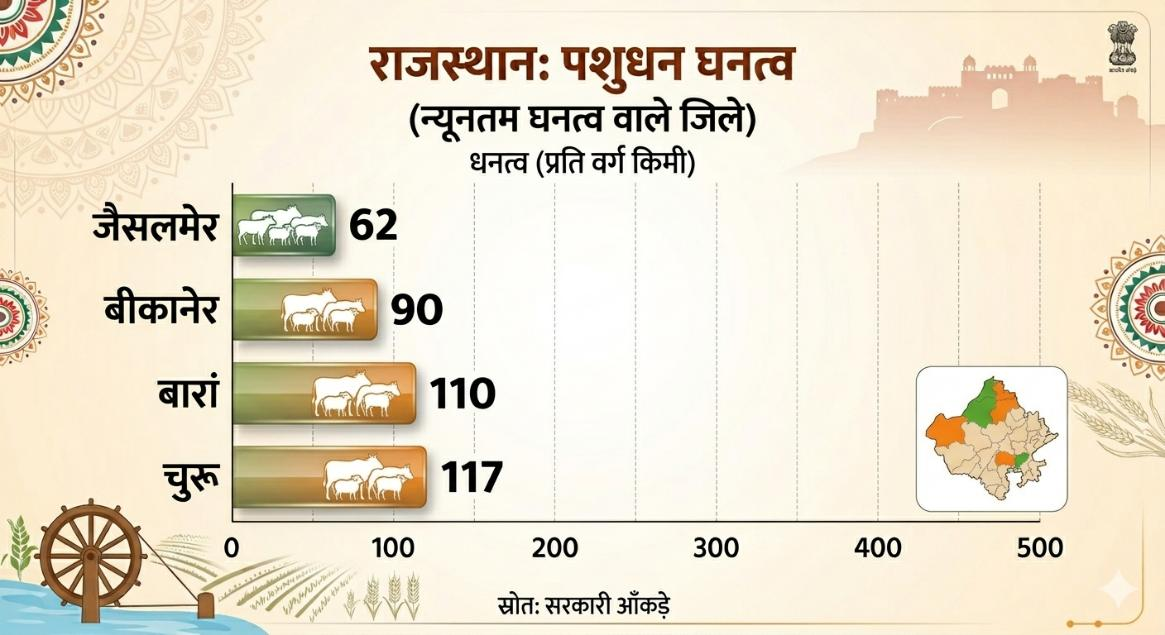 राजस्थान: पशुधन घनत्व
(न्यूनतम घनत्व वाले जिले)
धनत्व (प्रति वर्ग किमी)
जैसलमेर 62
बीकानेर 90
बारां 110
चुरू 117
0 100 200 300 400 500
स्रोत: सरकारी आँकड़े